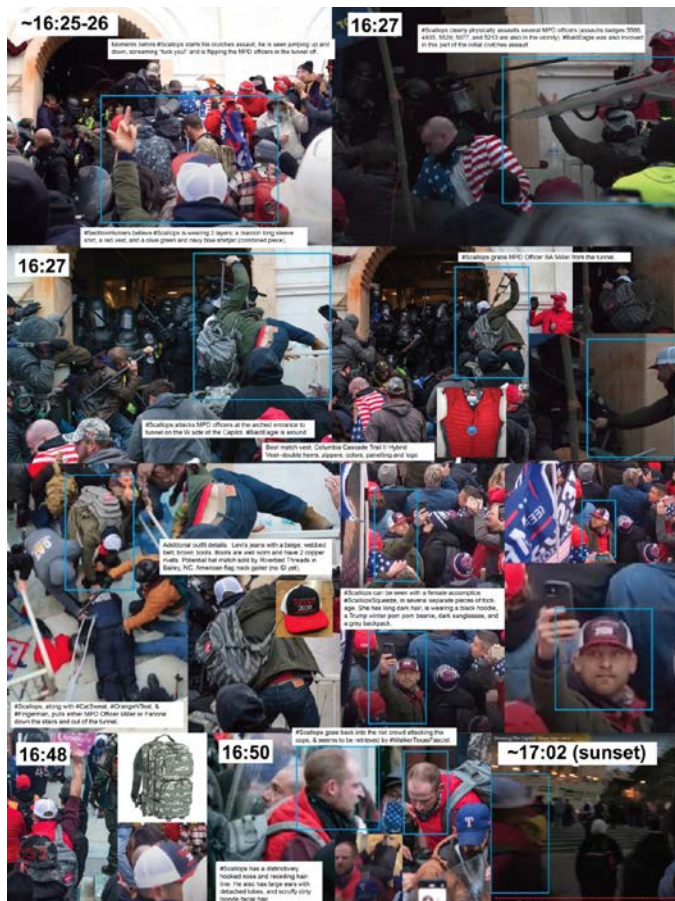 ~16:25-26
Moments before #Scallops starts his crutches assault, he is seen jumping up and
down, screaming "fuck you!" and is flipping the MPD officers in the tunnel off.
#SeditionHunters believe #Scallops is wearing 3 layers: a maroon long sleeve
shirt, a red vest, and a olive green and navy blue shirtjac (combined piece).
16:27
#Scallops clearly physically assaults several MPD officers (assaults badges 5586,
are also in the vicinity). #BaldEagle was also involved
in this part of the initial crutches assault
16:27
#Scallops attacks MPD officers at the arched entrance to
tunnel on the W side of the Capitol. #BaldEagle is around
#Scallops grabs MPD Officer BA Miller from the tunnel
Best match vest: Columbia Cascade Trail II Hybrid
Vest--double hems, zippers, colors, panelling and logo
#Scallops, along with #CatSweat, #OrangeNTeal, &
#Fingerman, pulls either MPD Officer Miller or Fanone
down the stairs and out of the tunnel.
Additional outfit details: Levi's jeans with a beige, webbed
belt; brown boots. Boots are well worn and have 2 copper
rivets. Potential hat match sold by Riverbed Threads in
Bailey, NC. American flag neck gaiter (no ID yet).
#Scallops can be seen with a female accomplice
#ScallopsSqueeze, in several separate pieces of foot-
age. She has long dark hair, is wearing a black hoodie,
a Trump winter pom pom beanie, dark sunglasses, and
a grey backpack.
#Scallops goes back into the riot crowd attacking the
cops, & seems to be retrieved by #WalkerTexasFascist
16:48
16:50
#Scallops has a distinctively
hooked nose and receding hair-
line. He also has large ears with
detached lobes, and scruffy dirty
blonde facial hair.
~17:02 (sunset)